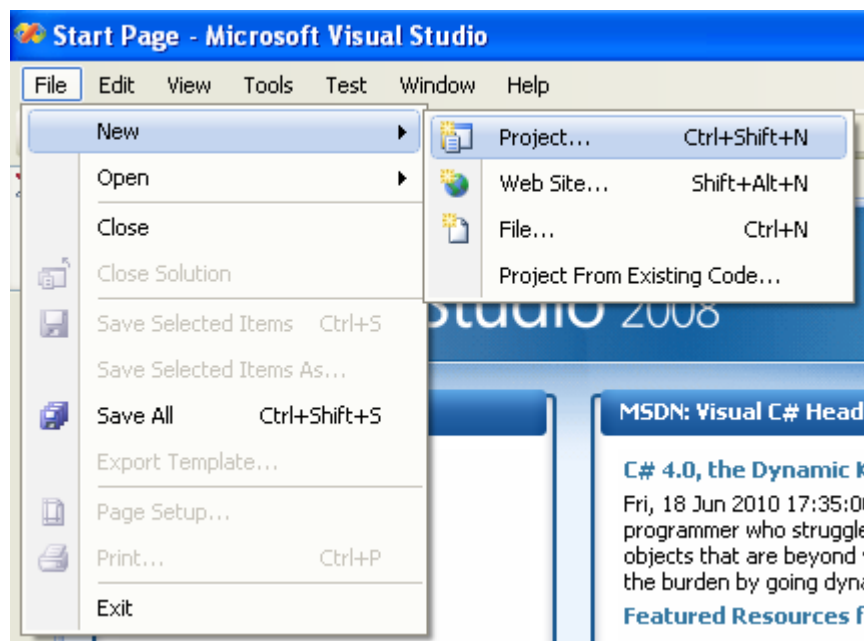 Start Page - Microsoft Visual Studio
File Edit View Tools Test Window Help
New
Open
Close
Close Solution
Save Selected Items Ctrl+S
Save Selected Items As...
Save All Ctrl+Shift+S
Export Template...
Page Setup...
Print... Ctrl+P
Exit
Project... Ctrl+Shift+N
Web Site... Shift+Alt+N
File... Ctrl+N
Project From Existing Code...
Studio 2008
MSDN: Visual C# Head
C# 4.0, the Dynamic
Fri, 18 Jun 2010 17:35:0
programmer who struggle
objects that are beyond
the burden by going dyna
Featured Resources f